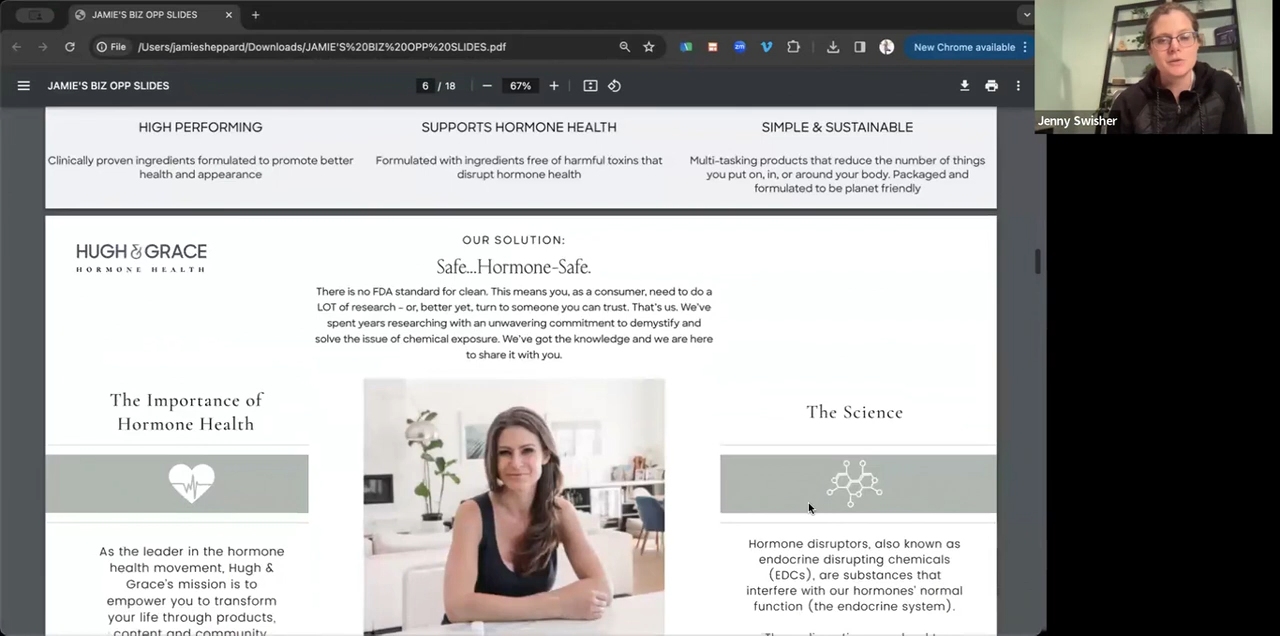 JAMIE'S BIZ OPP SLIDES
File
/Users/jamiesheppard/Downloads/JAMIE'S%20BIZ%20OPP%20SLIDES.pdf
zm
New Chrome available
JAMIE'S BIZ OPP SLIDES
6 / 18
67%
Jenny Swisher
HIGH PERFORMING
Clinically proven ingredients formulated to promote better
health and appearance
SUPPORTS HORMONE HEALTH
Formulated with ingredients free of harmful toxins that
disrupt hormone health
SIMPLE & SUSTAINABLE
Multi-tasking products that reduce the number of things
you put on, in, or around your body. Packaged and
formulated to be planet friendly
HUGH & GRACE
HORMONE HEALTH
OUR SOLUTION:
Safe...Hormone-Safe.
There is no FDA standard for clean. This means you, as a consumer, need to do a
LOT of research – or, better yet, turn to someone you can trust. That's us. We've
spent years researching with an unwavering commitment to demystify and
solve the issue of chemical exposure. We've got the knowledge and we are here
to share it with you.
The Importance of
Hormone Health
As the leader in the hormone
health movement, Hugh &
Grace's mission is to
empower you to transform
your life through products,
content and community
The Science
Hormone disruptors, also known as
endocrine disrupting chemicals
(EDCs), are substances that
interfere with our hormones' normal
function (the endocrine system).